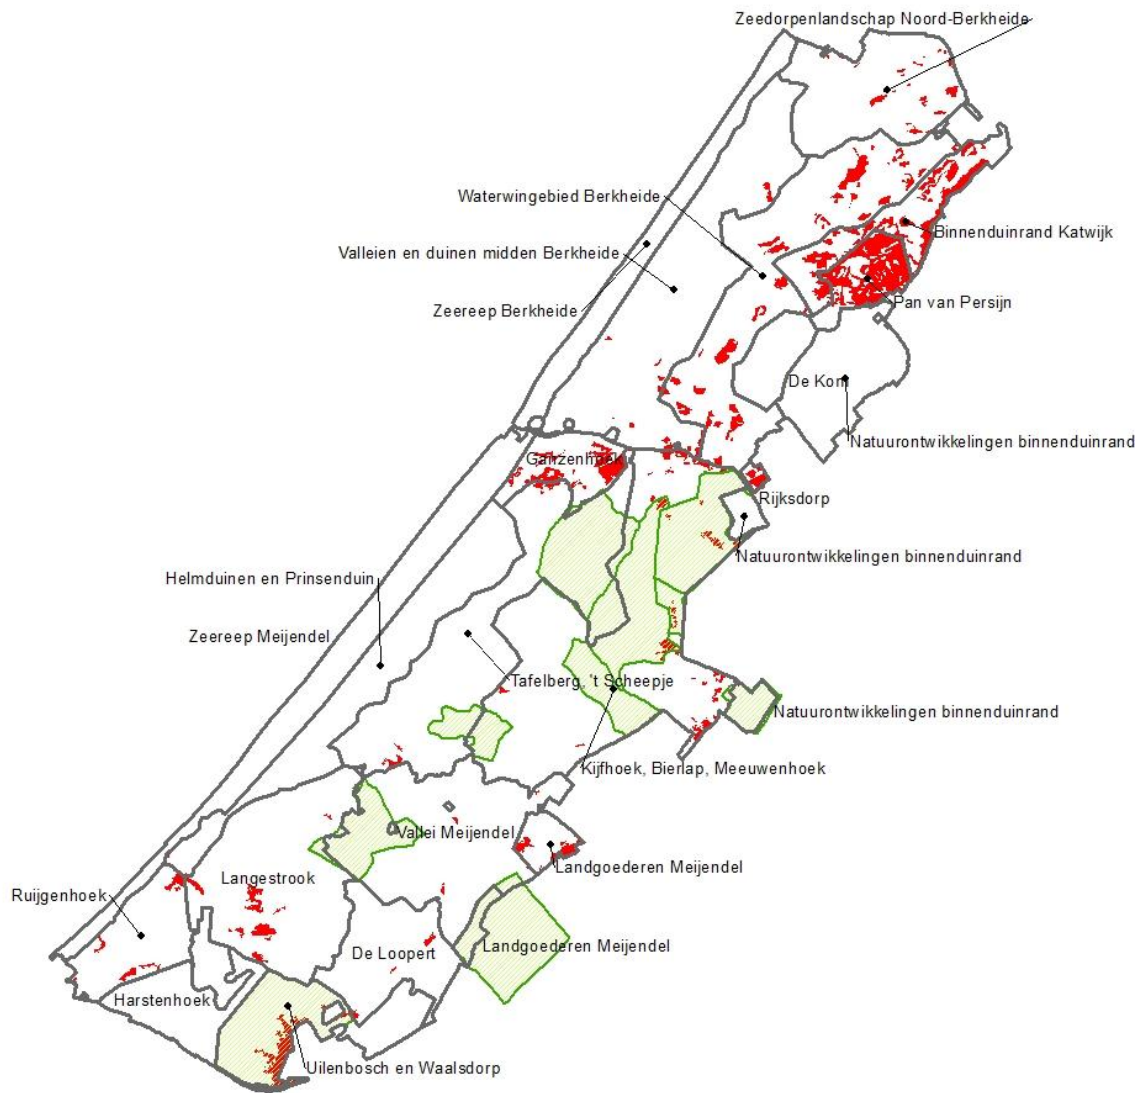 Zeedorpenlandschap Noord-Berkheide
Waterwingebied Berkheide
Binnenduinrand Katwijk
Valleien en duinen midden Berkheide
Pan van Persijn
Zeereep Berkheide
De Kom
Natuurontwikkelingen binnenduinrand
Ganzenhoek
Rijksdorp
Natuurontwikkelingen binnenduinrand
Helmduinen en Prinsenduin
Zeereep Meijendel
Tafelberg, 't Scheepje
Natuurontwikkelingen binnenduinrand
Kijfhoek, Bierlap, Meeuwenhoek
Vallei Meijendel
Landgoederen Meijendel
Langestrook
Ruijgenhoek
Landgoederen Meijendel
De Loopert
Harstenhoek
Uilenbosch en Waalsdorp